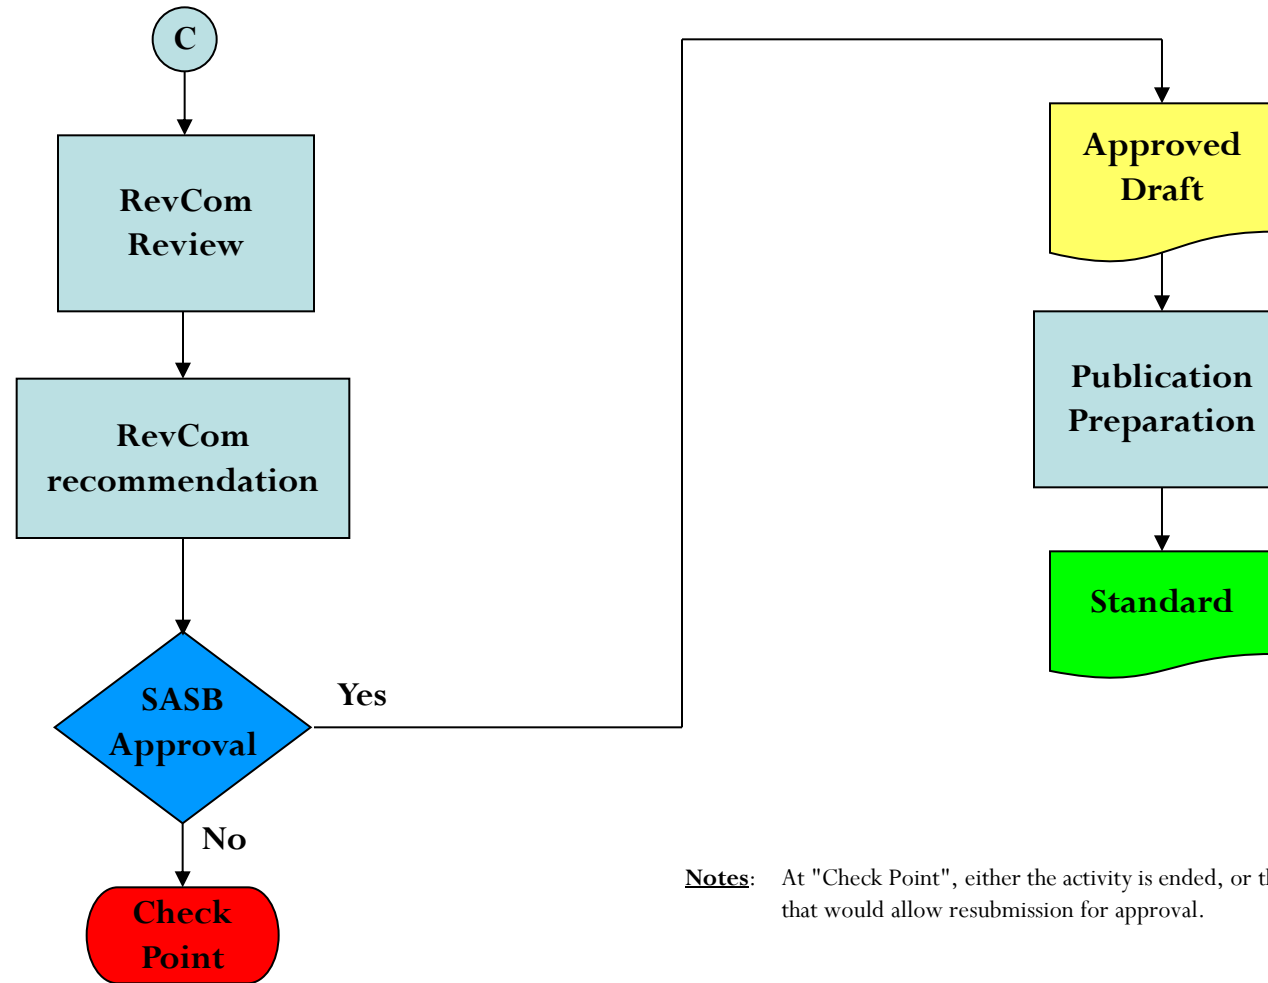 C
RevCom
Review
RevCom
recommendation
SASB
Approval
Yes
No
Check
Point
Approved
Draft
Publication
Preparation
Standard
Notes: At "Check Point", either the activity is ended, or
that would allow resubmission for approval.